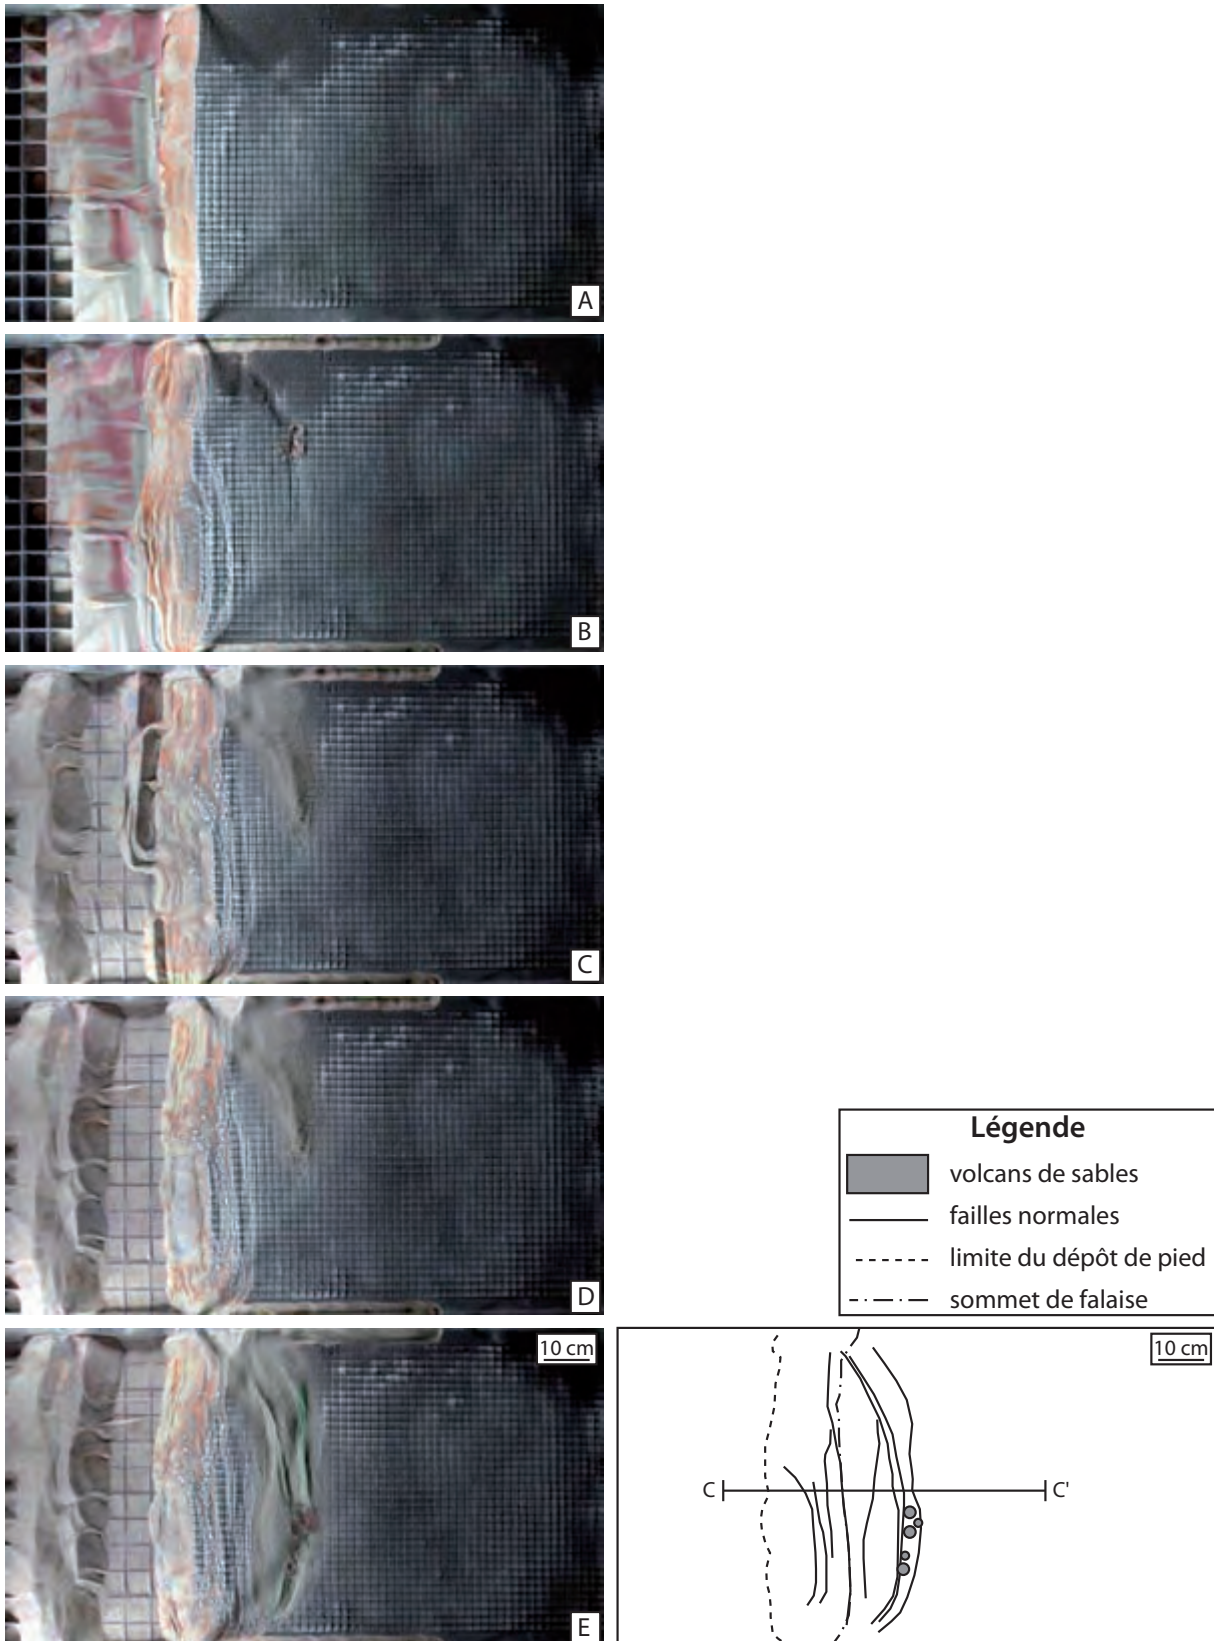 A
B
C
D
Légende
volcans de sables
failles normales
limite du dépôt de pied
sommet de falaise
10 cm
E
10 cm
C
C'